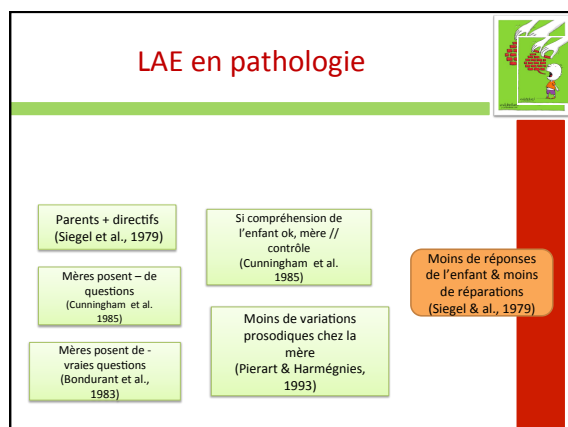 LAE en pathologie
Parents + directifs
(Siegel et al., 1979)
Mères posent – de
questions
(Cunningham et al.
1985)
Mères posent de -
vraies questions
(Bondurant et al.,
1983)
Si compréhension de
l'enfant ok, mère //
contrôle
(Cunningham et al.
1985)
Moins de variations
prosodiques chez la
mère
(Pierart & Harmégnies,
1993)
Moins de réponses
de l'enfant & moins
de réparations
(Siegel & al., 1979)